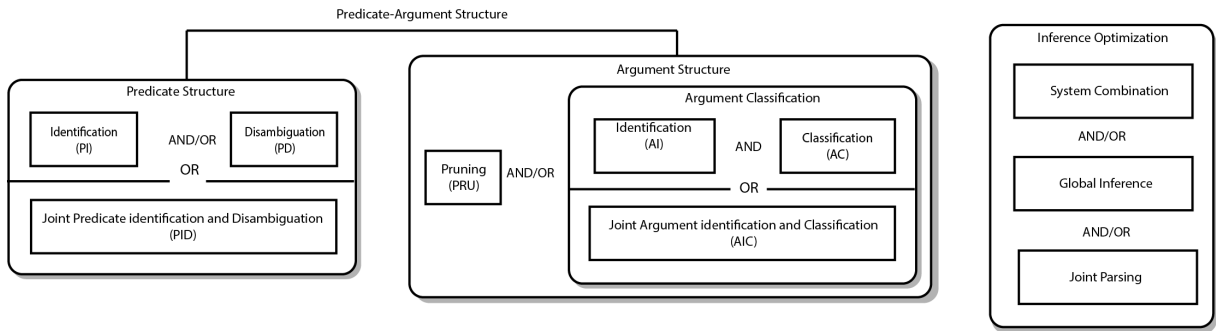 Predicate-Argument Structure
Predicate Structure
Identification
(PI)
AND/OR
Disambiguation
(PD)
OR
Joint Predicate identification and Disambiguation
(PID)
Argument Structure
Pruning
(PRU)
AND/OR
Argument Classification
Identification
(AI)
AND
Classification
(AC)
OR
Joint Argument identification and Classification
(AIC)
Inference Optimization
System Combination
AND/OR
Global Inference
AND/OR
Joint Parsing